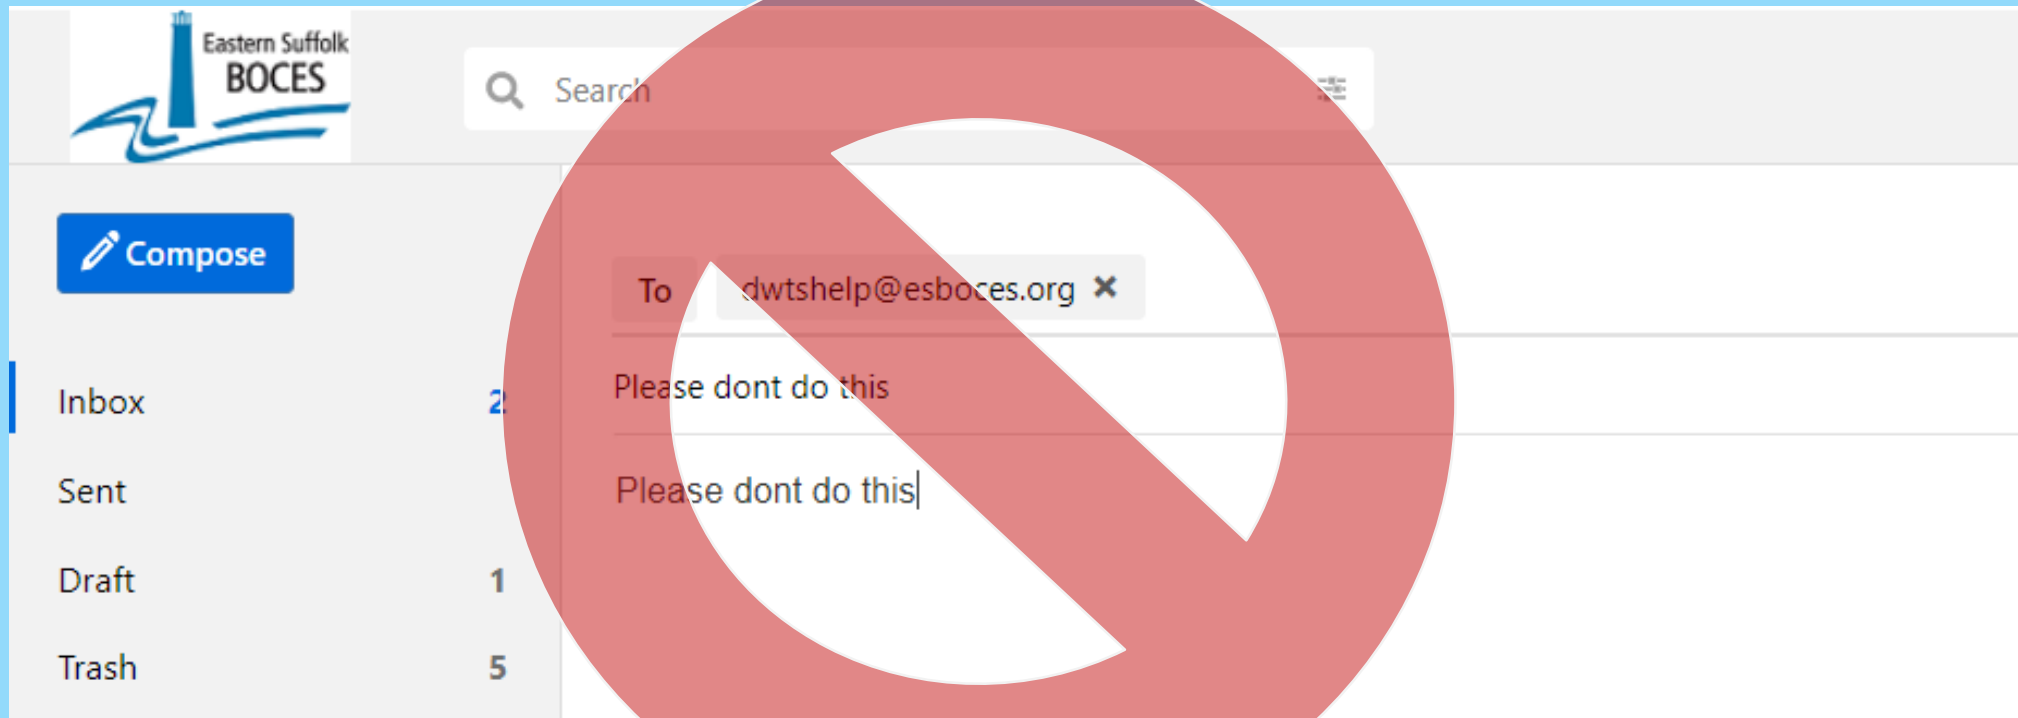 Eastern Suffolk
BOCES
Search
Compose
To dwtshelp@esboces.org
Inbox 2
Please dont do this
Sent
Please dont do this
Draft 1
Trash 5